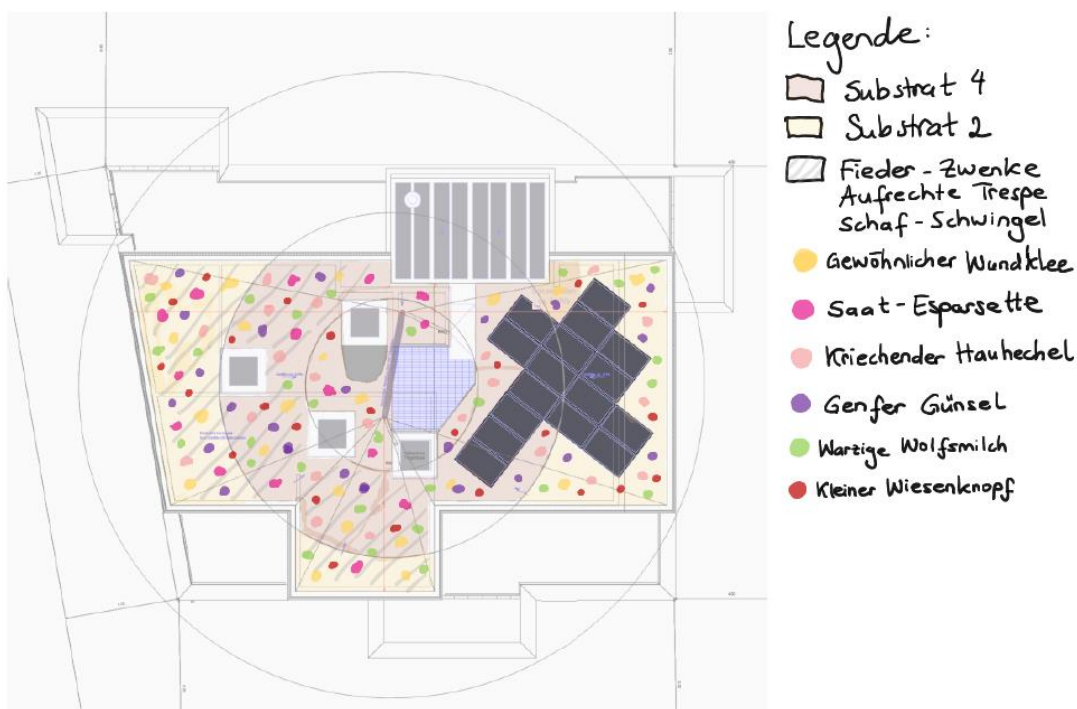 Legende:
Substrat 4
Substrat 2
Fieder - Zwenke
Aufrechte Trespe
Schaf - Schwingel
Gewöhnlicher Wundklee
Saat - Esparsette
Kriechender Hauhechel
Genfer Günsel
Warzige Wolfsmilch
Kleiner Wiesenknopf